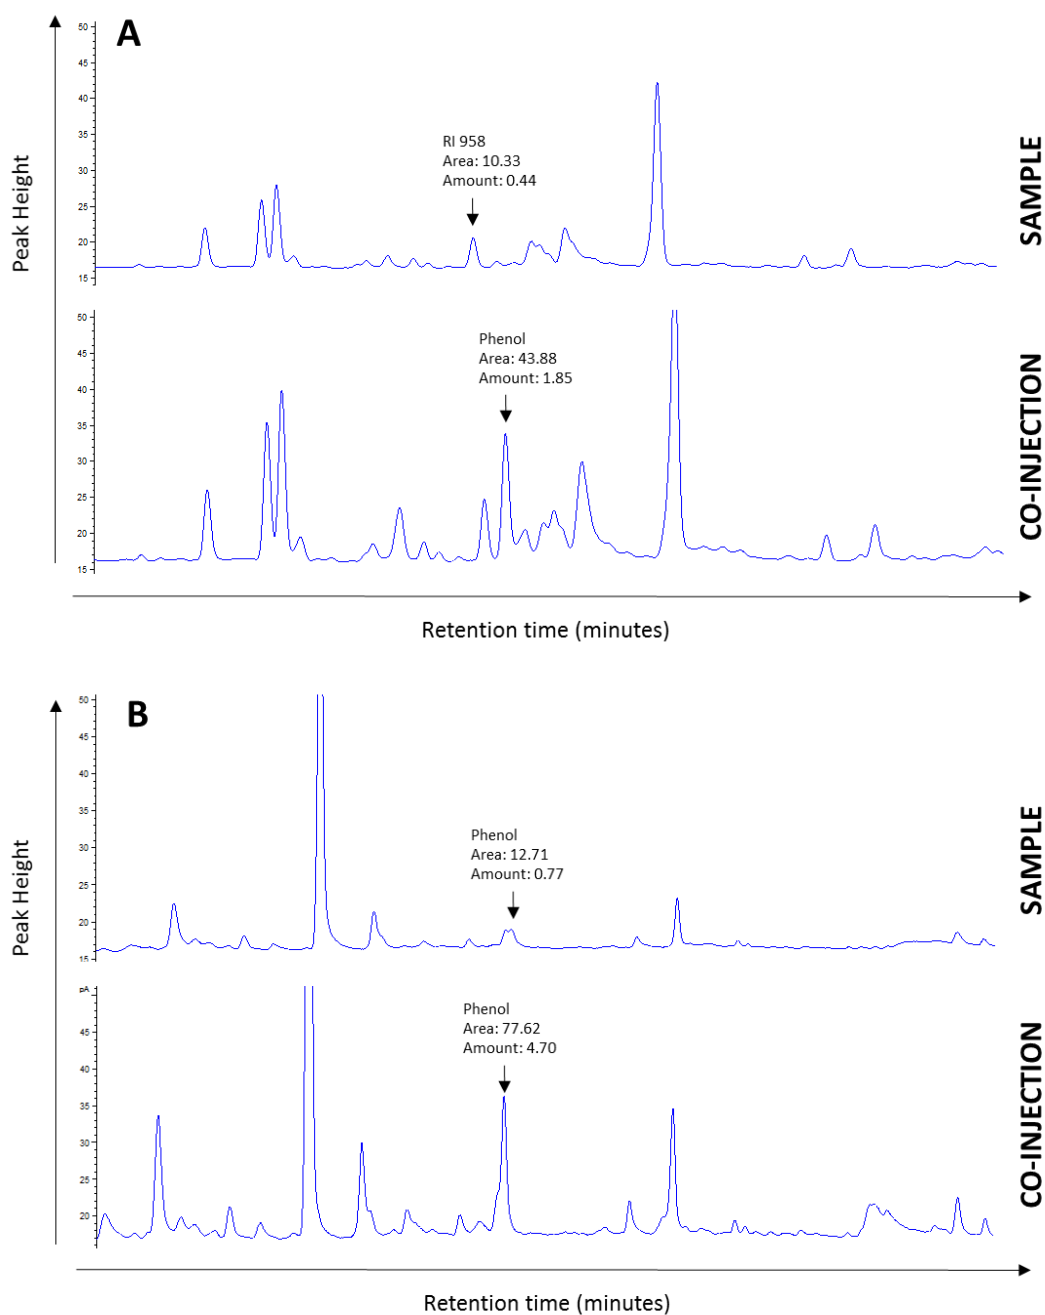 A
50
45
40
35
30
25
20
15
Peak Height
RI 958
Area: 10.33
Amount: 0.44
SAMPLE
50
45
40
35
30
25
20
15
Phenol
Area: 43.88
Amount: 1.85
CO-INJECTION
Retention time (minutes)
B
50
45
40
35
30
25
20
15
Peak Height
Phenol
Area: 12.71
Amount: 0.77
SAMPLE
pA
45
40
35
30
25
20
Phenol
Area: 77.62
Amount: 4.70
CO-INJECTION
Retention time (minutes)